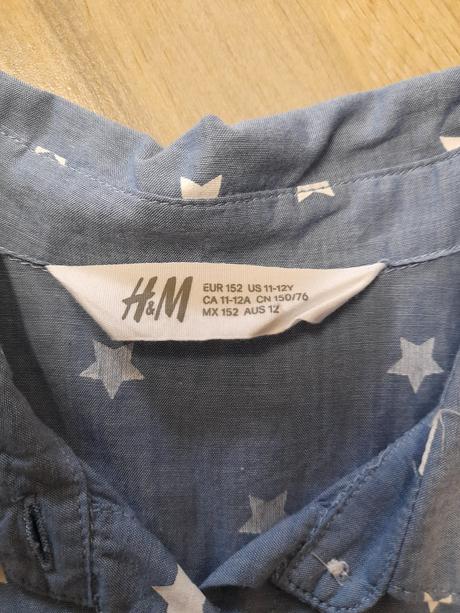 H&M
EUR 152 US 11-12Y
CA 11-12A CN 150/76
MX 152 AUS 12